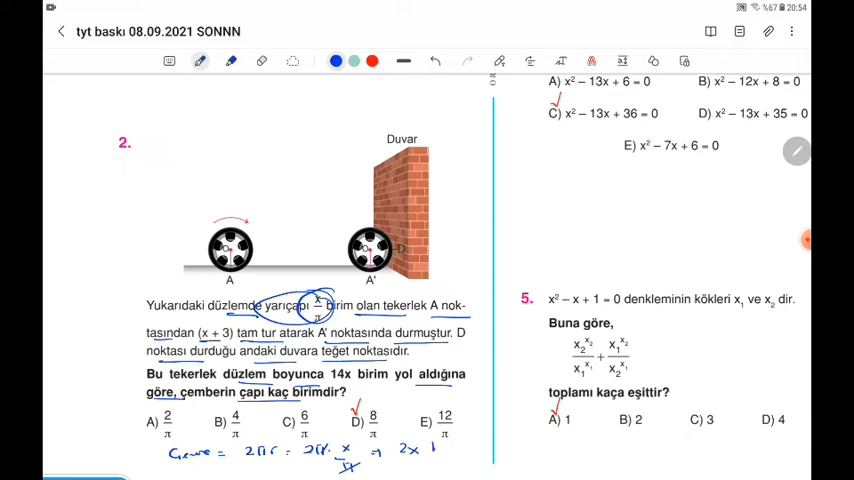 %67 20:54
tyt baskı 08.09.2021 SONNN
A) x² – 13x + 6 = 0 B) x² – 12x + 8 = 0
C) x² – 13x + 36 = 0 D) x² – 13x + 35 = 0
E) x² – 7x + 6 = 0
2.
Duvar
O O D
A A'
Yukarıdaki düzlemde yarıçapı x/π birim olan tekerlek A nok-
tasından (x + 3) tam tur atarak A' noktasında durmuştur. D
noktası durduğu andaki duvara teğet noktasıdır.
Bu tekerlek düzlem boyunca 14x birim yol aldığına
göre, çemberin çapı kaç birimdir?
A) 2/π B) 4/π C) 6/π D) 8/π E) 12/π
Çevre = 2πr = 2π. x/π → 2x
5. x² – x + 1 = 0 denkleminin kökleri x₁ ve x₂ dir.
Buna göre,
x₂^x₂/x₁^x₁ + x₁^x₂/x₂^x₁
toplamı kaça eşittir?
A) 1 B) 2 C) 3 D) 4